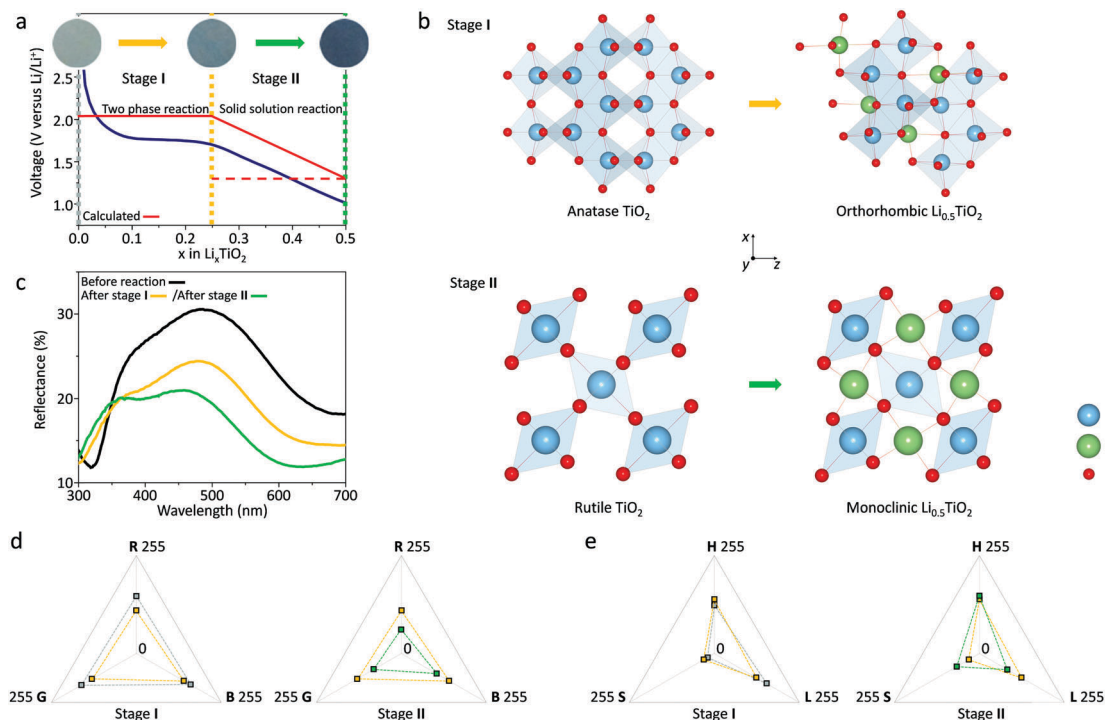 a
Stage I
Stage II
Two phase reaction
Solid solution reaction
2.5
2.0
1.5
1.0
Voltage (V versus Li/Li⁺)
Calculated
0.0 0.1 0.2 0.3 0.4 0.5
x in LiₓTiO₂
b
Stage I
Anatase TiO₂
Orthorhombic Li₀.₅TiO₂
x
y z
Stage II
Rutile TiO₂
Monoclinic Li₀.₅TiO₂
c
Before reaction
After stage I /After stage II
30
20
10
Reflectance (%)
300 400 500 600 700
Wavelength (nm)
d
R 255
0
255 G
B 255
Stage I
R 255
0
255 G
B 255
Stage II
e
H 255
0
255 S
L 255
Stage I
H 255
0
255 S
L 255
Stage II